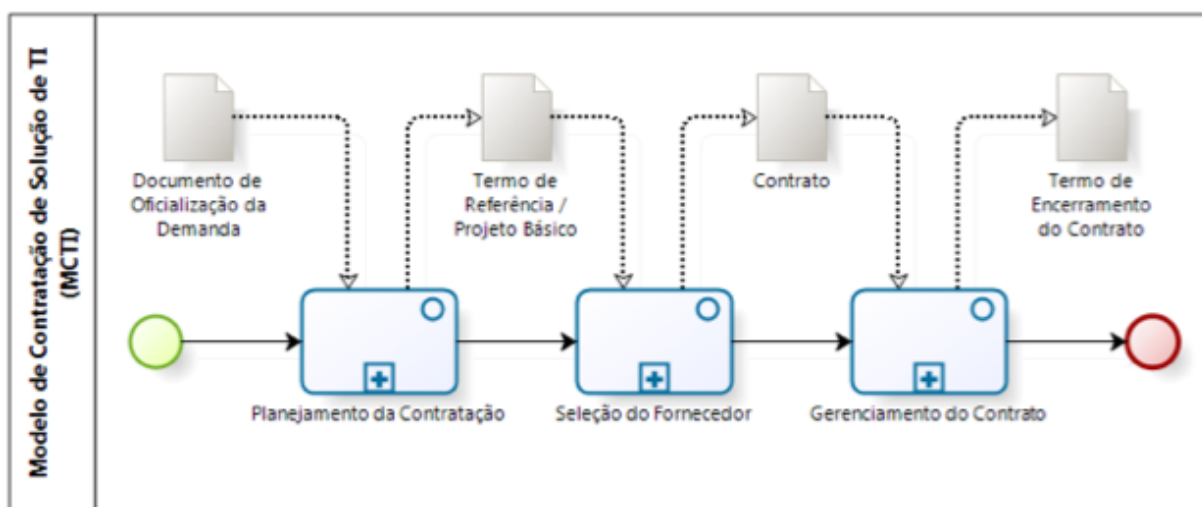 Modelo de Contratação de Solução de TI
(MCTI)
Documento de
Oficialização da
Demanda
Termo de
Referência /
Projeto Básico
Contrato
Termo de
Encerramento
do Contrato
Planejamento da Contratação
Seleção do Fornecedor
Gerenciamento do Contrato